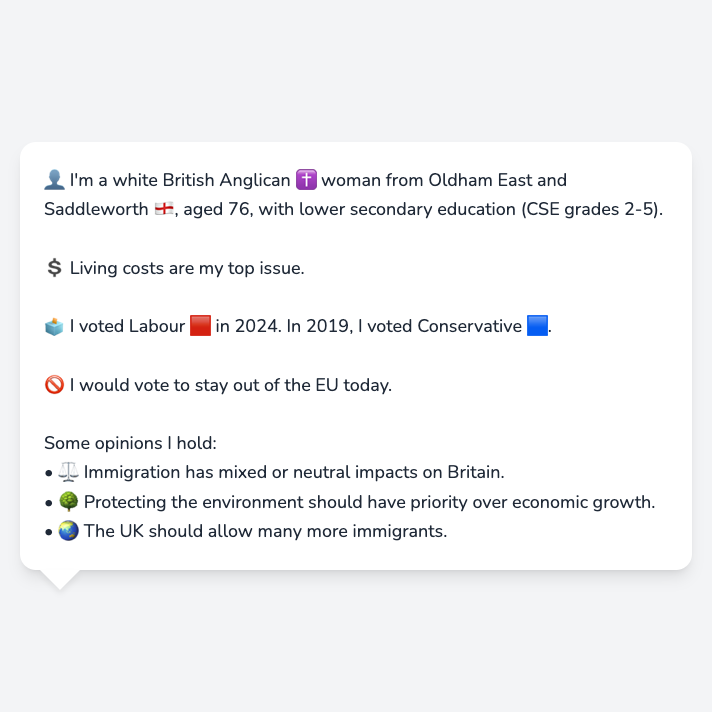 👤 I'm a white British Anglican ✝️ woman from Oldham East and
Saddleworth 🏴󠁧󠁢󠁥󠁮󠁧󠁿, aged 76, with lower secondary education (CSE grades 2-5).
💲 Living costs are my top issue.
🗳️ I voted Labour 🟥 in 2024. In 2019, I voted Conservative 🟦.
🚫 I would vote to stay out of the EU today.
Some opinions I hold:
• ⚖️ Immigration has mixed or neutral impacts on Britain.
• 🌳 Protecting the environment should have priority over economic growth.
• 🌏 The UK should allow many more immigrants.